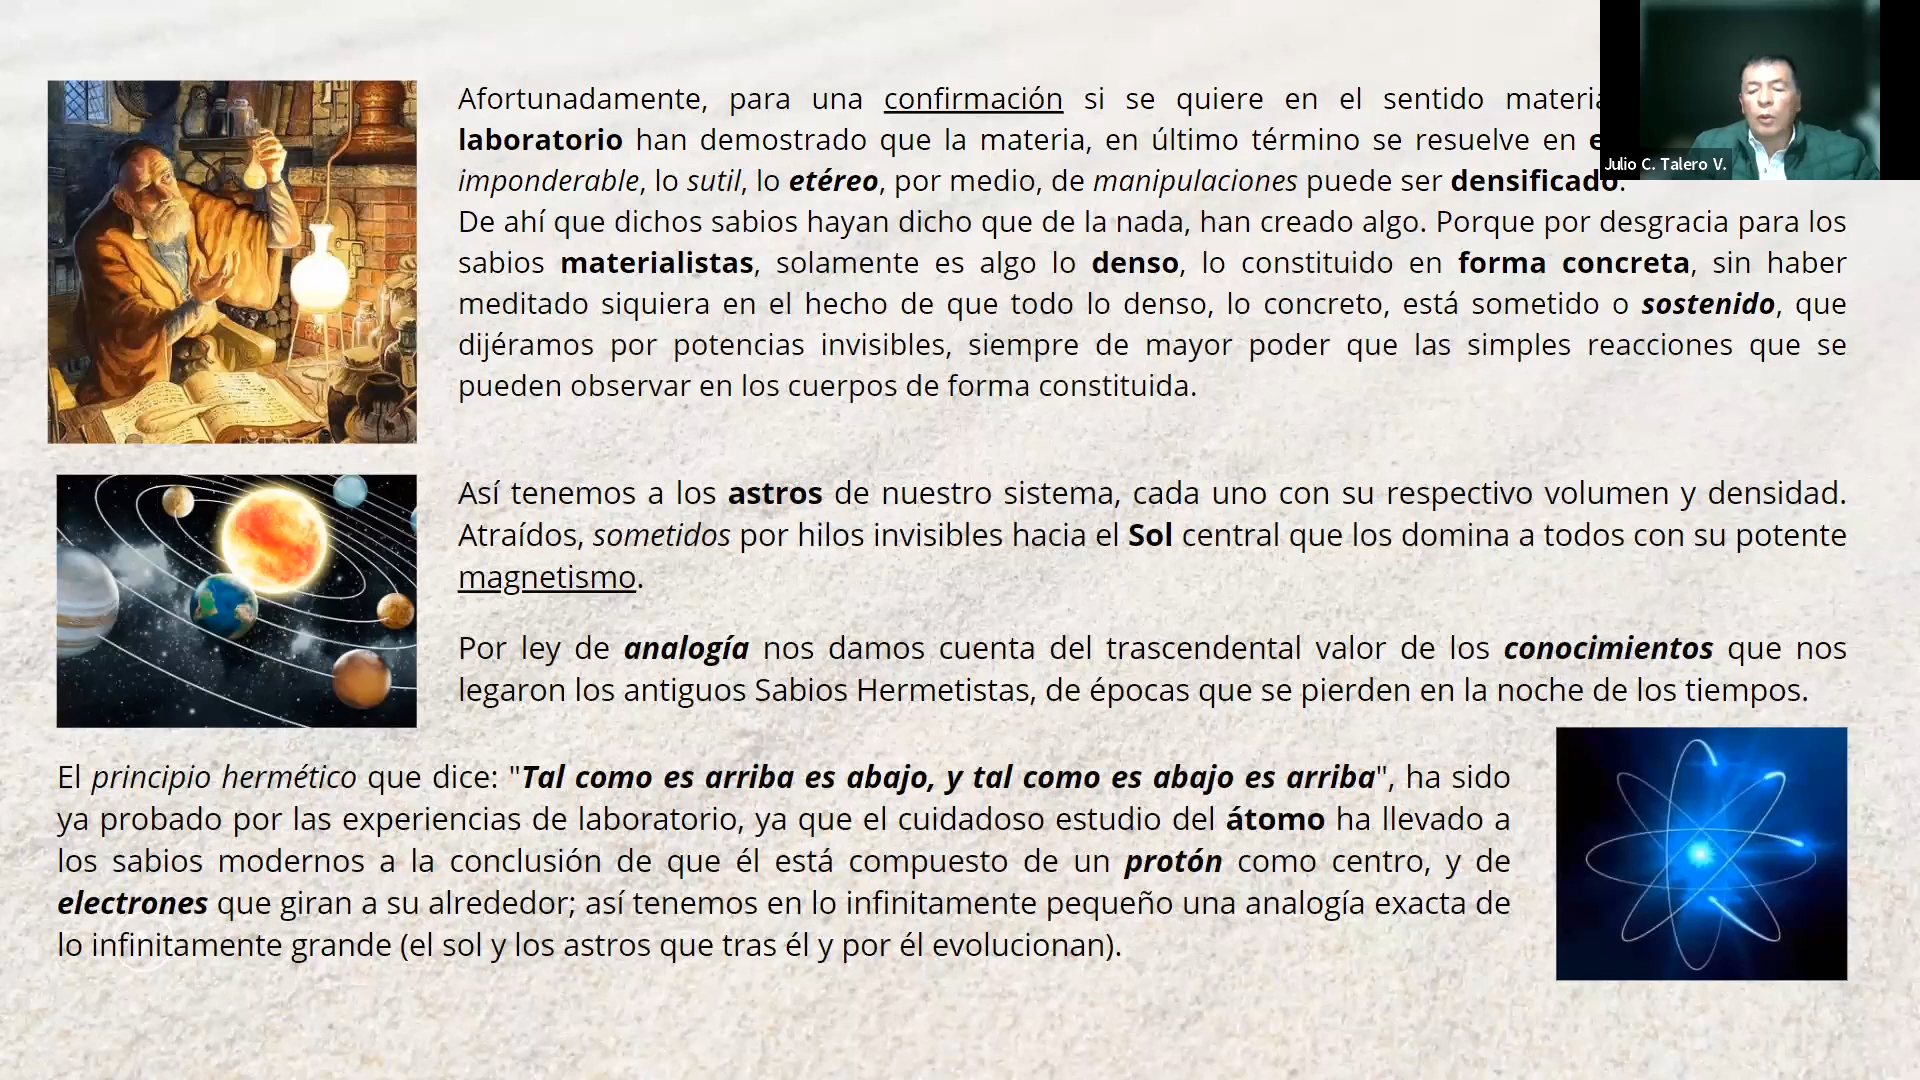 Afortunadamente, para una confirmación si se quiere en el sentido
laboratorio han demostrado que la materia, en último término se resuelve en
imponderable, lo sutil, lo etéreo, por medio, de manipulaciones puede ser densificado.
De ahí que dichos sabios hayan dicho que de la nada, han creado algo. Porque por desgracia para los
sabios materialistas, solamente es algo lo denso, lo constituido en forma concreta, sin haber
meditado siquiera en el hecho de que todo lo denso, lo concreto, está sometido o sostenido, que
dijéramos por potencias invisibles, siempre de mayor poder que las simples reacciones que se
pueden observar en los cuerpos de forma constituida.
Así tenemos a los astros de nuestro sistema, cada uno con su respectivo volumen y densidad.
Atraídos, sometidos por hilos invisibles hacia el Sol central que los domina a todos con su potente
magnetismo.
Por ley de analogía nos damos cuenta del trascendental valor de los conocimientos que nos
legaron los antiguos Sabios Hermetistas, de épocas que se pierden en la noche de los tiempos.
El principio hermético que dice: "Tal como es arriba es abajo, y tal como es abajo es arriba", ha sido
ya probado por las experiencias de laboratorio, ya que el cuidadoso estudio del átomo ha llevado a
los sabios modernos a la conclusión de que él está compuesto de un protón como centro, y de
electrones que giran a su alrededor; así tenemos en lo infinitamente pequeño una analogía exacta de
lo infinitamente grande (el sol y los astros que tras él y por él evolucionan).
Julio C. Talero V.